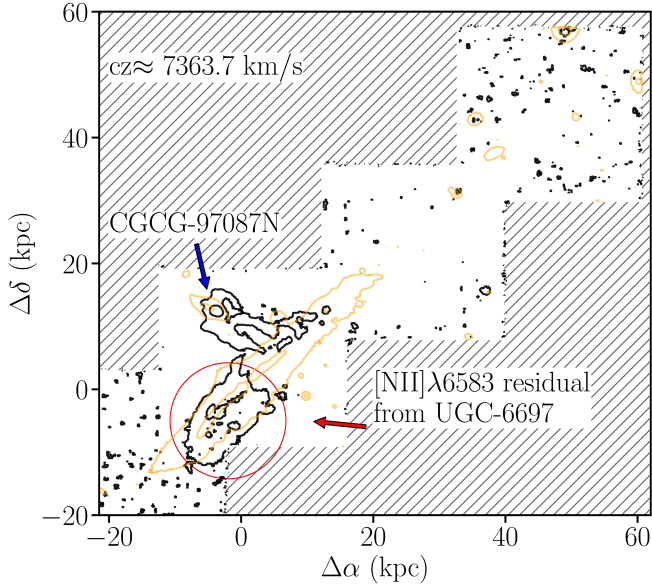 60
cz≈ 7363.7 km/s
40
CGCG-97087N
20
Δδ (kpc)
[NII]λ6583 residual
from UGC-6697
0
−20
−20 0 20 40 60
Δα (kpc)